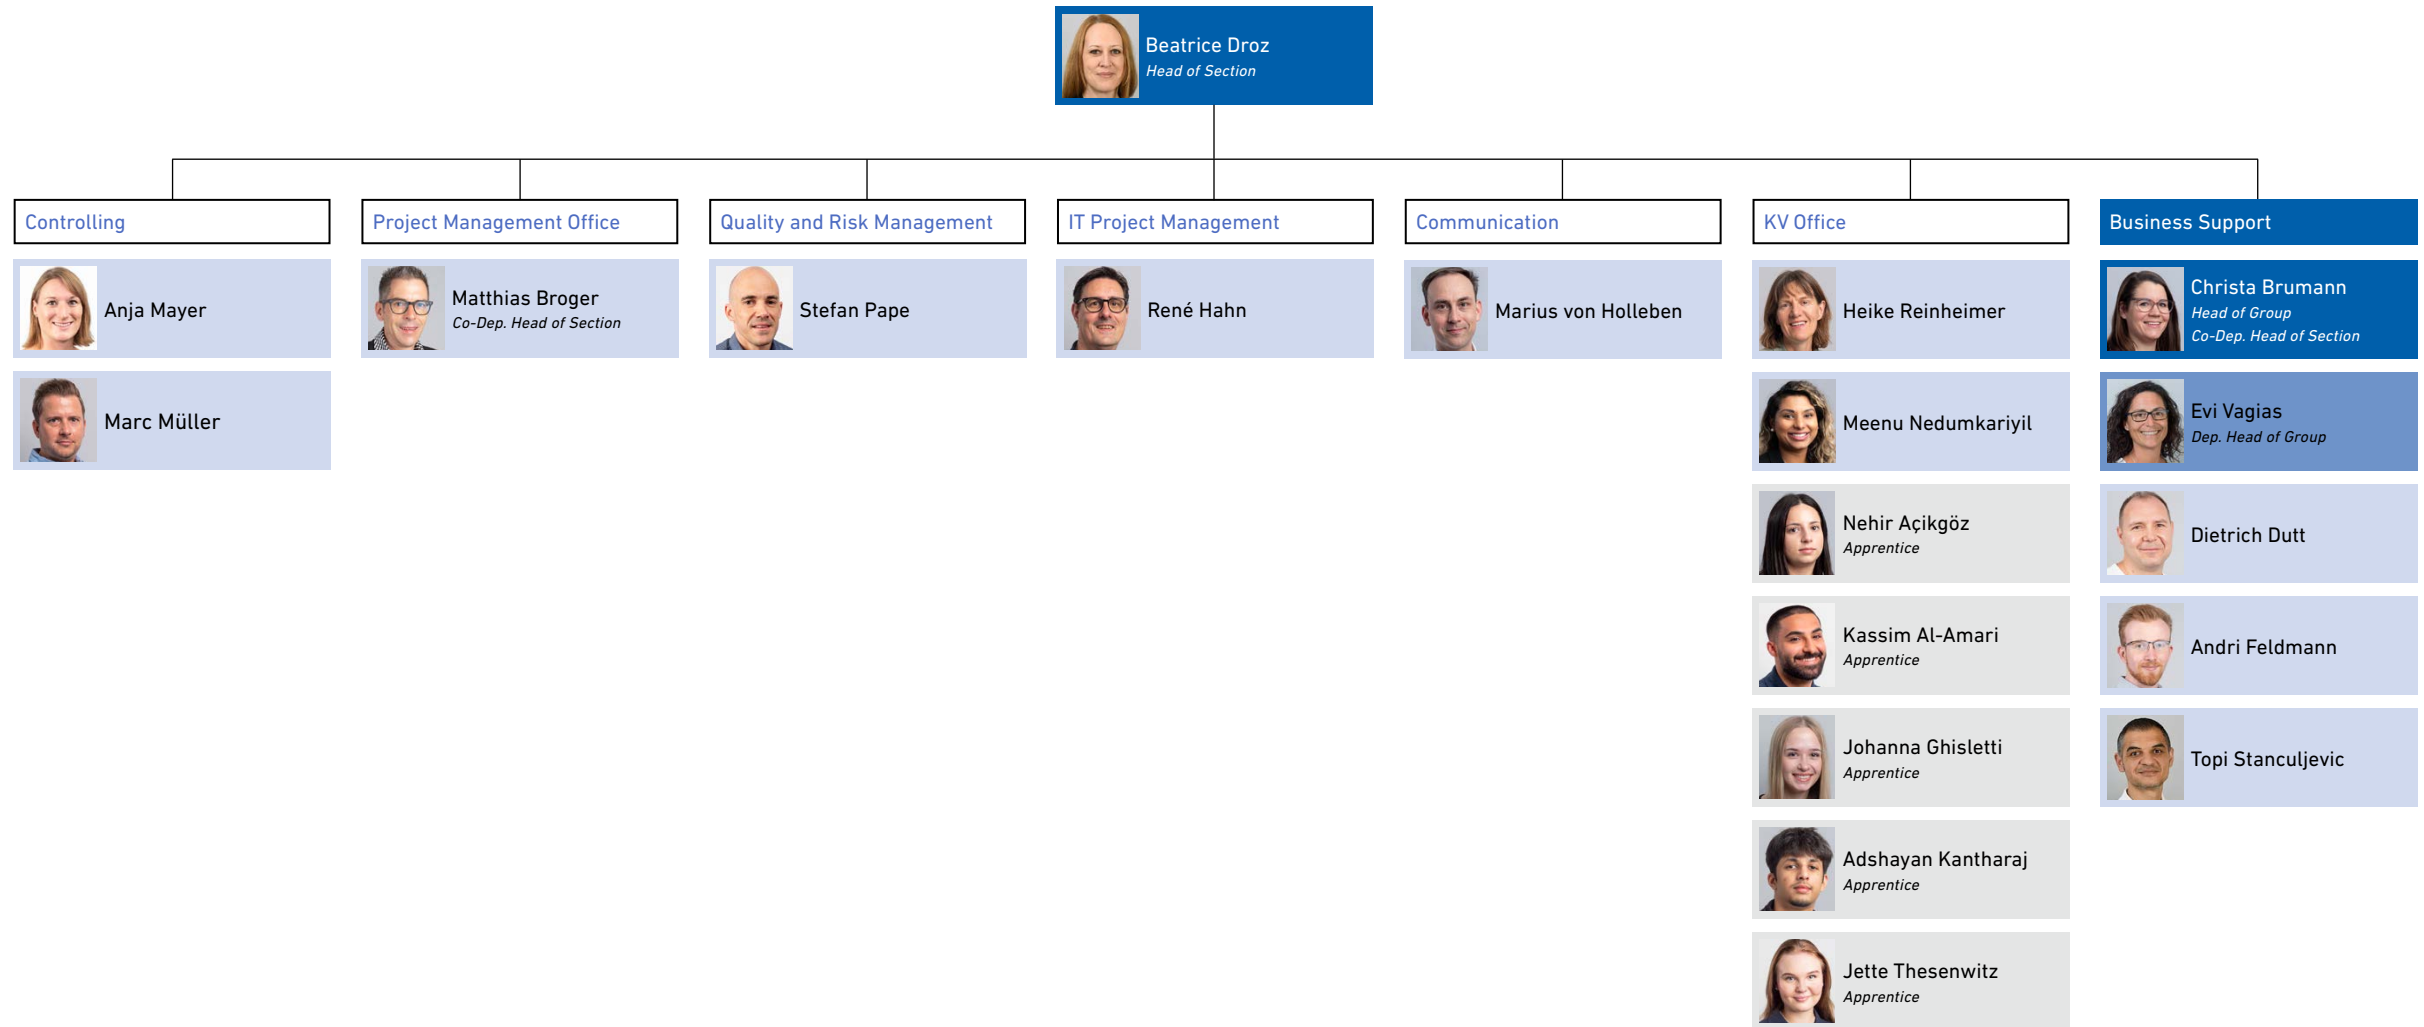 Beatrice Droz
Head of Section
Controlling
Anja Mayer
Marc Müller
Project Management Office
Matthias Broger
Co-Dep. Head of Section
Quality and Risk Management
Stefan Pape
IT Project Management
René Hahn
Communication
Marius von Holleben
KV Office
Heike Reinheimer
Meenu Nedumkariyil
Nehir Açikgöz
Apprentice
Kassim Al-Amari
Apprentice
Johanna Ghisletti
Apprentice
Adshayan Kantharaj
Apprentice
Jette Thesenwitz
Apprentice
Business Support
Christa Brumann
Head of Group
Co-Dep. Head of Section
Evi Vagias
Dep. Head of Group
Dietrich Dutt
Andri Feldmann
Topi Stanculjevic